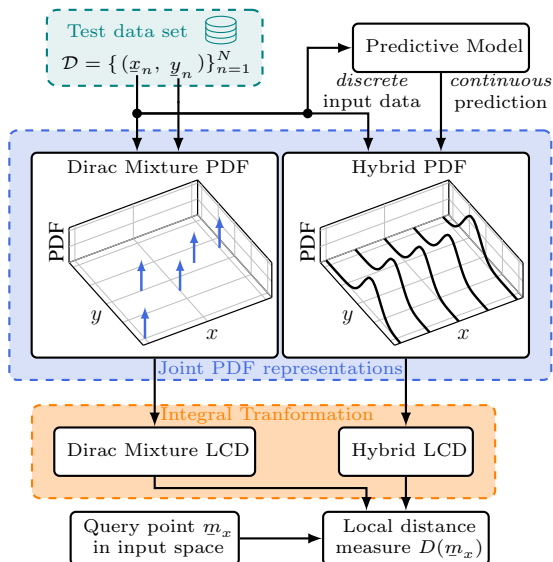 Test data set
𝒟 = { (x̲ₙ, y̲ₙ)}ᴺₙ₌₁
Predictive Model
discrete
input data
continuous
prediction
Dirac Mixture PDF
PDF
y
x
Hybrid PDF
PDF
y
x
Joint PDF representations
Integral Tranformation
Dirac Mixture LCD
Hybrid LCD
Query point m̲ₓ
in input space
Local distance
measure D(m̲ₓ)